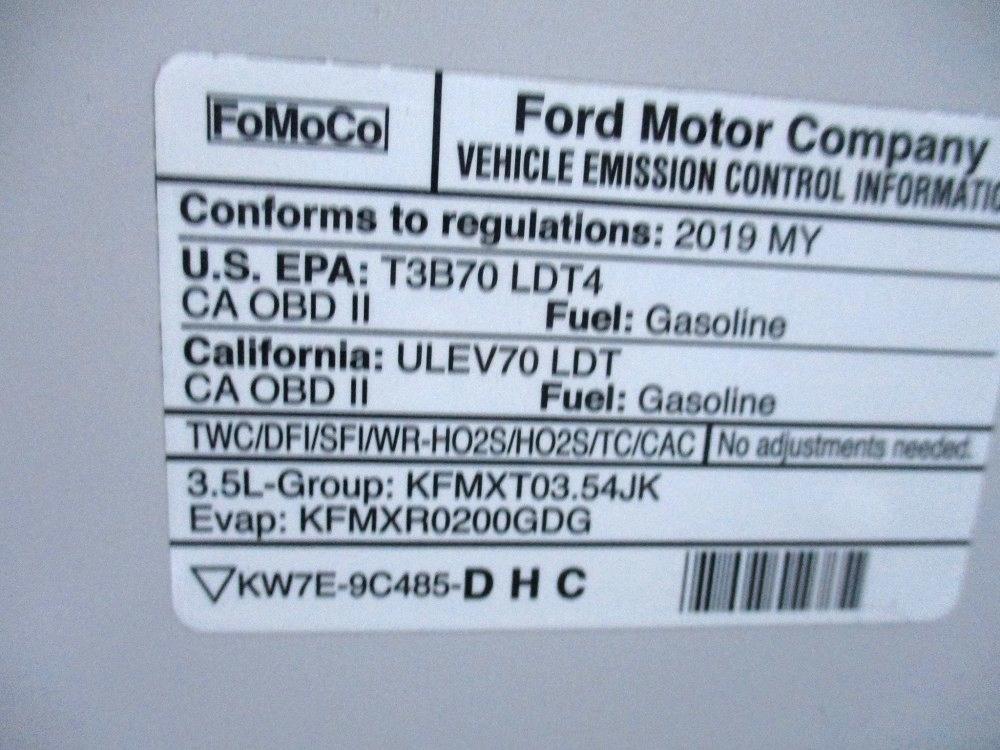 FoMoCo
Ford Motor Company
VEHICLE EMISSION CONTROL INFORMATIO
Conforms to regulations: 2019 MY
U.S. EPA: T3B70 LDT4
CA OBD II Fuel: Gasoline
California: ULEV70 LDT
CA OBD II Fuel: Gasoline
TWC/DFI/SFI/WR-HO2S/HO2S/TC/CAC No adjustments needed.
3.5L-Group: KFMXT03.54JK
Evap: KFMXR0200GDG
▽KW7E-9C485-D H C